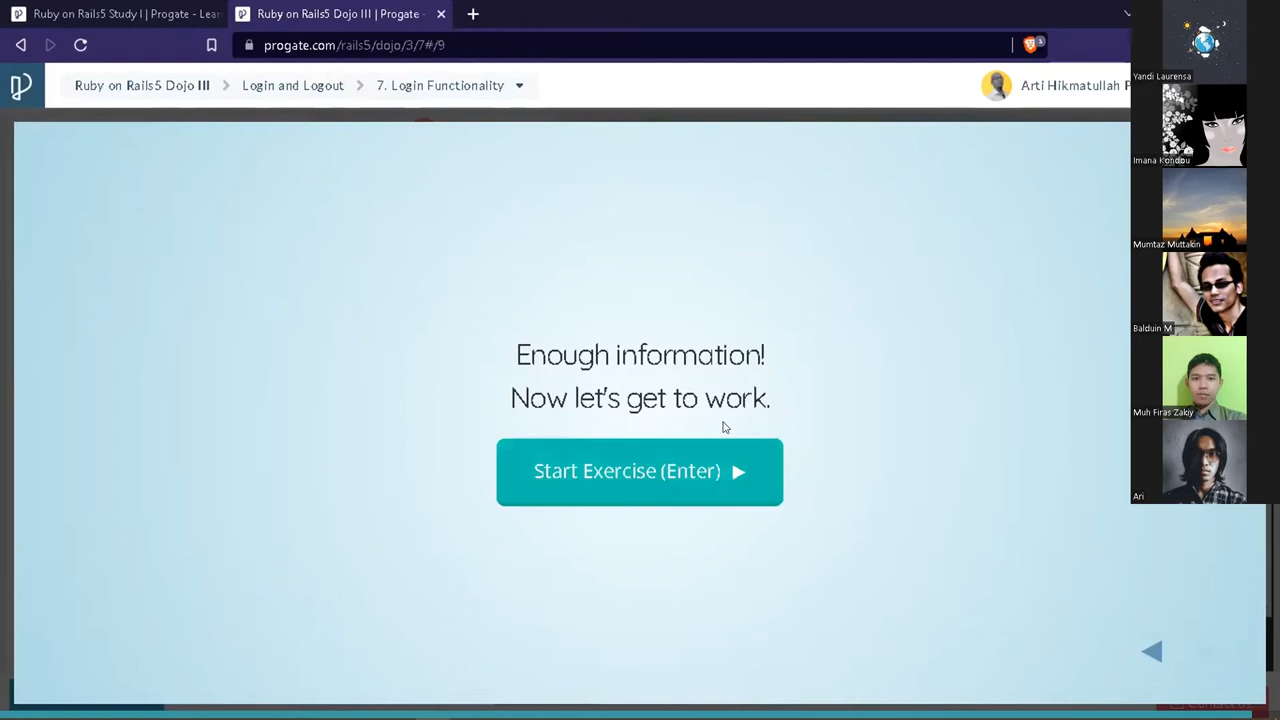 Ruby on Rails5 Study I | Progate - Lear
Ruby on Rails5 Dojo III | Progate -
progate.com/rails5/dojo/3/7#/9
Ruby on Rails5 Dojo III
Login and Logout
7. Login Functionality
Arti Hikmatullah P
Enough information!
Now let's get to work.
Start Exercise (Enter)
Yandi Laurensa
Imana Kondou
Mumtaz Muttakin
Balduin M
Muh Firas Zakiy
Ari
Contact Us